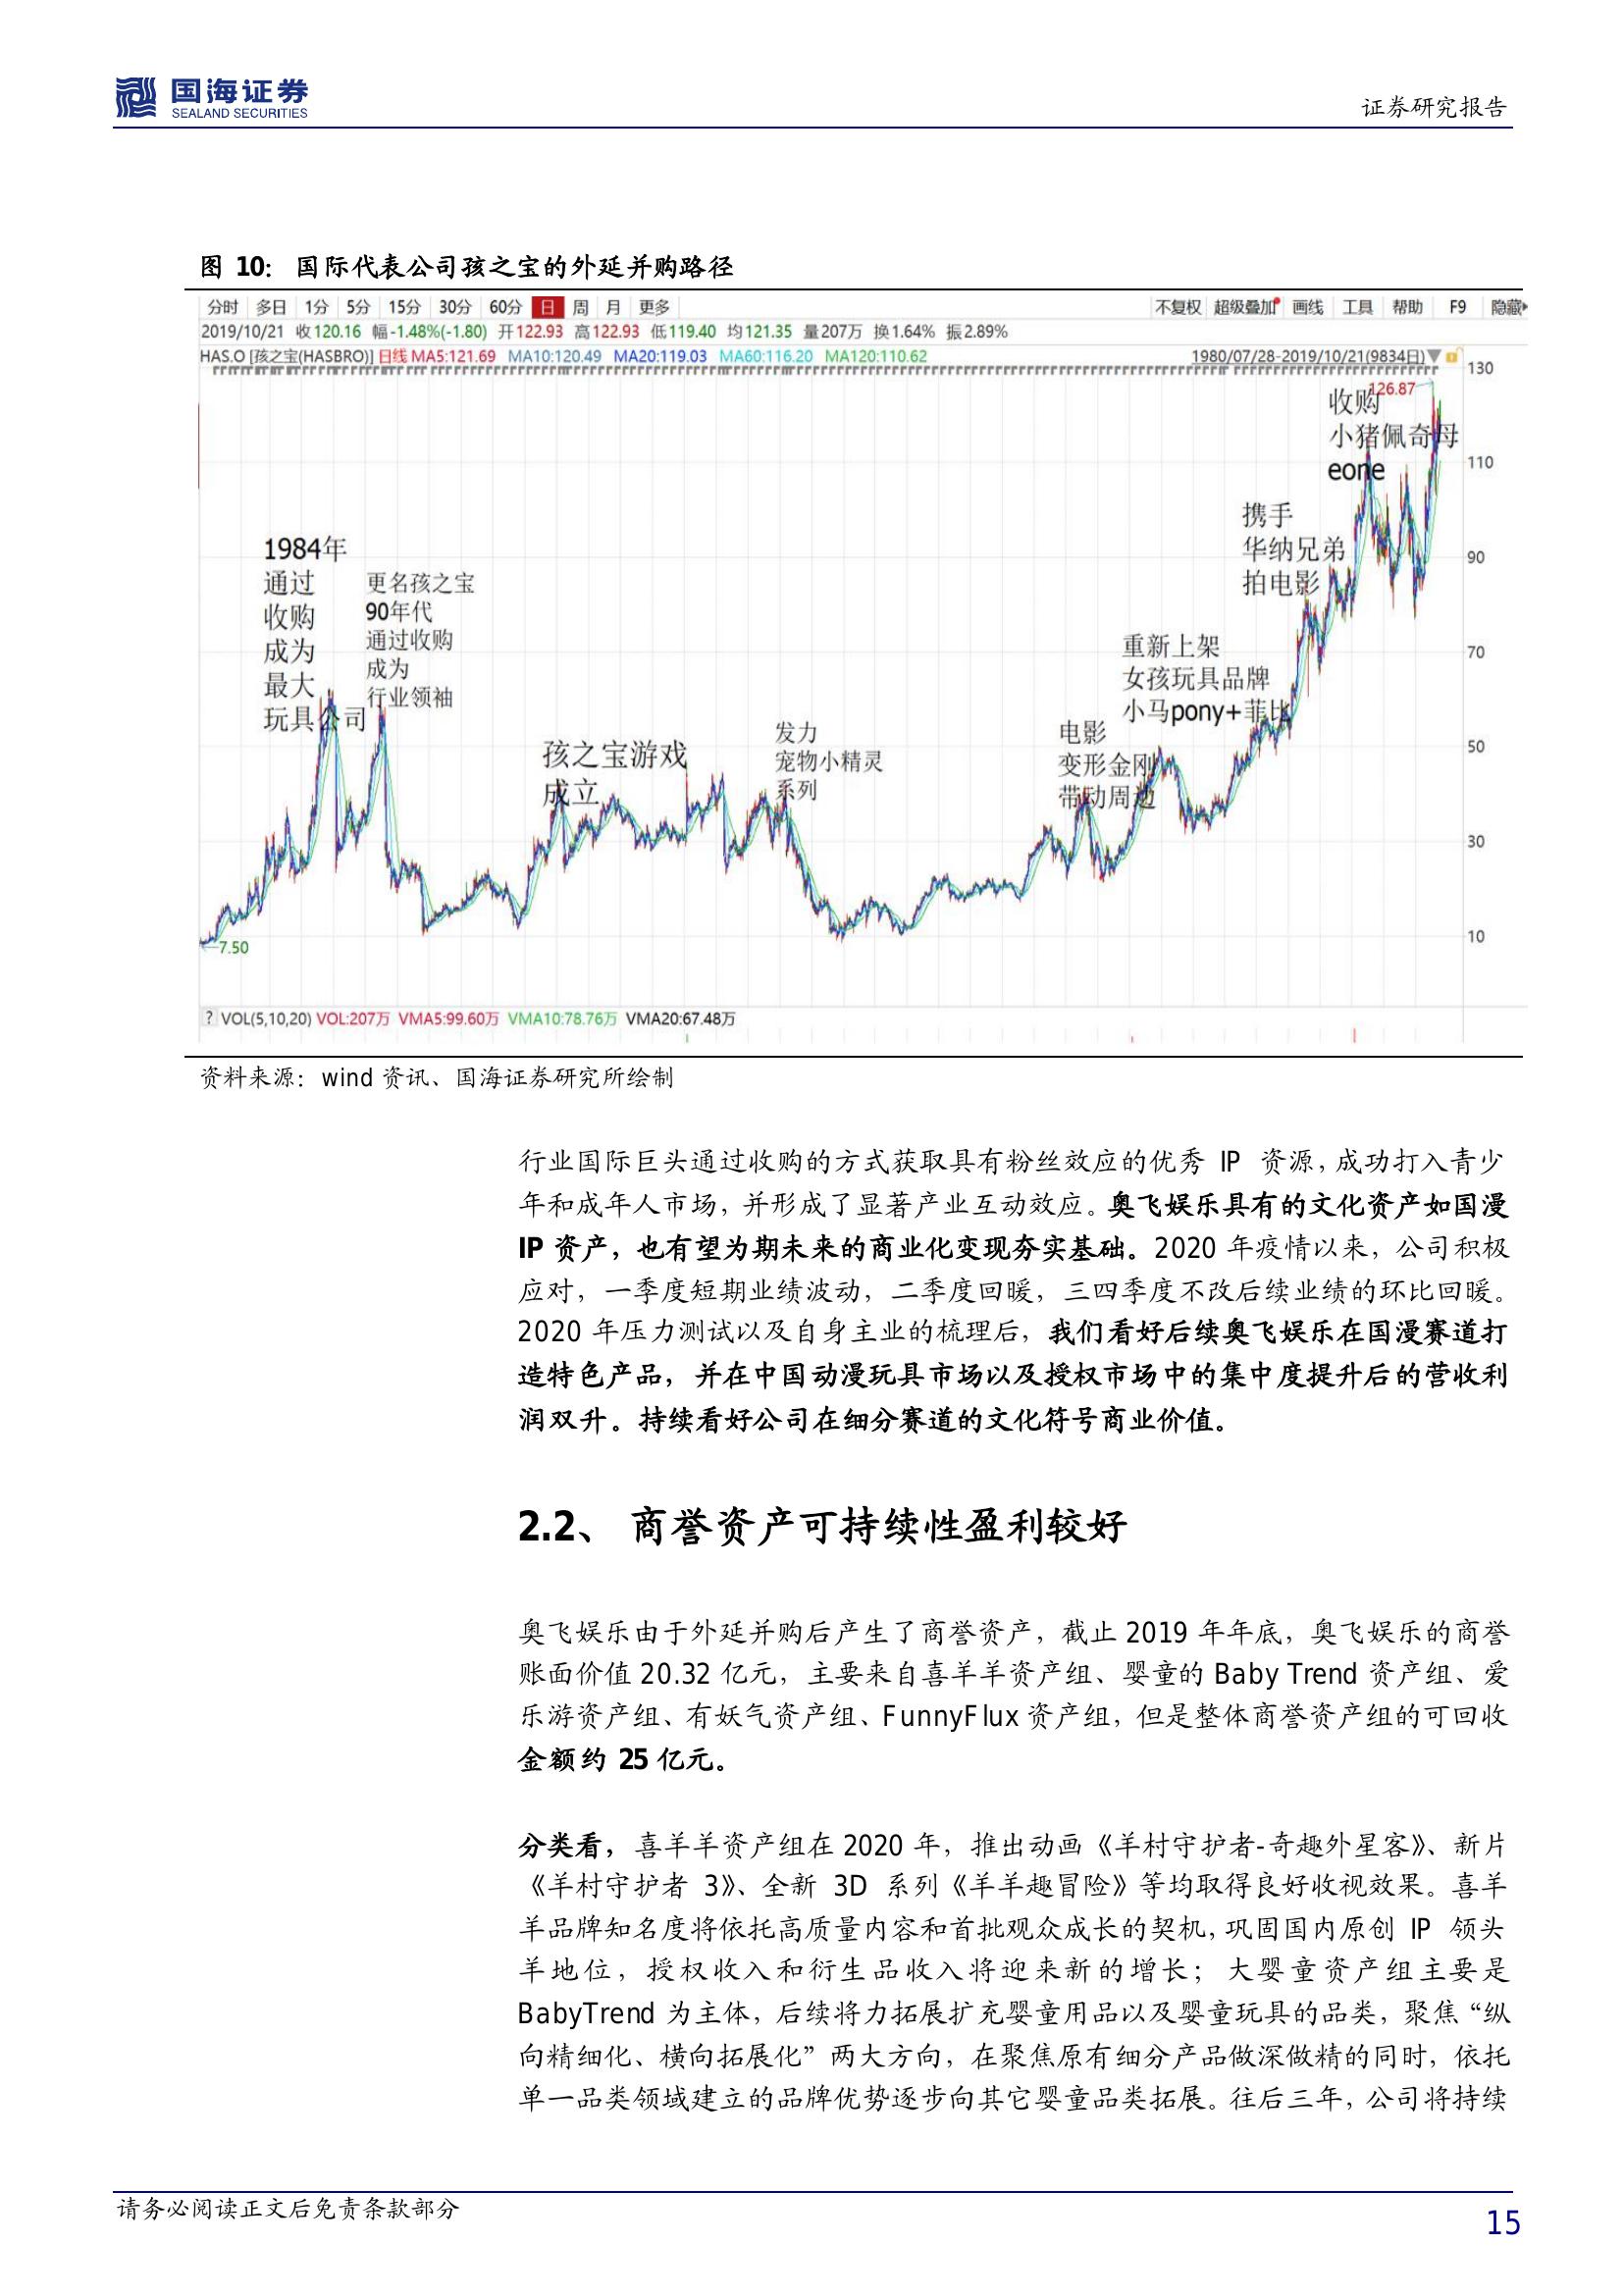 国海证券
SEALAND SECURITIES
证券研究报告
图 10： 国际代表公司孩之宝的外延并购路径
分时 多日 1分 5分 15分 30分 60分 日 周 月 更多 不复权 超级叠加 画线 工具 帮助 F9 隐藏
2019/10/21 收120.16 幅-1.48%(-1.80) 开122.93 高122.93 低119.40 均121.35 量207万 换1.64% 振2.89%
HAS.O [孩之宝(HASBRO)] 日线 MA5:121.69 MA10:120.49 MA20:119.03 MA60:116.20 MA120:110.62 1980/07/28-2019/10/21(9834日)
130
126.87
收购
小猪佩奇母
eone
110
携手
华纳兄弟
拍电影
90
1984年
通过
收购
成为
最大
玩具公司
更名孩之宝
90年代
通过收购
成为
行业领袖
重新上架
女孩玩具品牌
小马pony+菲比
70
孩之宝游戏
成立
发力
宠物小精灵
系列
电影
变形金刚
带动周边
50
30
10
7.50
? VOL(5,10,20) VOL:207万 VMA5:99.60万 VMA10:78.76万 VMA20:67.48万
资料来源：wind 资讯、国海证券研究所绘制
行业国际巨头通过收购的方式获取具有粉丝效应的优秀 IP 资源，成功打入青少
年和成年人市场，并形成了显著产业互动效应。奥飞娱乐具有的文化资产如国漫
IP 资产，也有望为期未来的商业化变现夯实基础。2020 年疫情以来，公司积极
应对，一季度短期业绩波动，二季度回暖，三四季度不改后续业绩的环比回暖。
2020 年压力测试以及自身主业的梳理后，我们看好后续奥飞娱乐在国漫赛道打
造特色产品，并在中国动漫玩具市场以及授权市场中的集中度提升后的营收利
润双升。持续看好公司在细分赛道的文化符号商业价值。
2.2、 商誉资产可持续性盈利较好
奥飞娱乐由于外延并购后产生了商誉资产，截止 2019 年年底，奥飞娱乐的商誉
账面价值 20.32 亿元，主要来自喜羊羊资产组、婴童的 Baby Trend 资产组、爱
乐游资产组、有妖气资产组、FunnyFlux 资产组，但是整体商誉资产组的可回收
金额约 25 亿元。
分类看，喜羊羊资产组在 2020 年，推出动画《羊村守护者-奇趣外星客》、新片
《羊村守护者 3》、全新 3D 系列《羊羊趣冒险》等均取得良好收视效果。喜羊
羊品牌知名度将依托高质量内容和首批观众成长的契机，巩固国内原创 IP 领头
羊地位，授权收入和衍生品收入将迎来新的增长；大婴童资产组主要是
BabyTrend 为主体，后续将力拓展扩充婴童用品以及婴童玩具的品类，聚焦“纵
向精细化、横向拓展化”两大方向，在聚焦原有细分产品做深做精的同时，依托
单一品类领域建立的品牌优势逐步向其它婴童品类拓展。往后三年，公司将持续
请务必阅读正文后免责条款部分
15